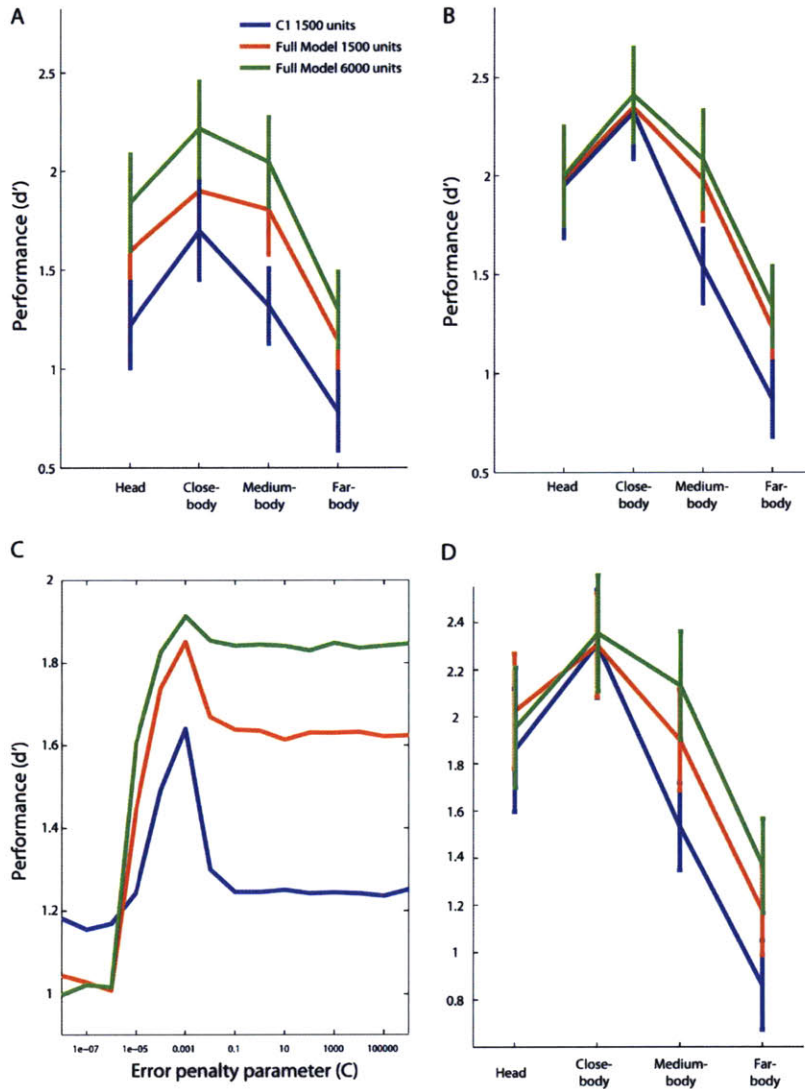 A
C1 1500 units
Full Model 1500 units
Full Model 6000 units
Performance (d')
2.5
2
1.5
1
0.5
Head
Close-
body
Medium-
body
Far-
body
B
Performance (d')
2.5
2
1.5
1
0.5
Head
Close-
body
Medium-
body
Far-
body
C
Performance (d')
2
1.8
1.6
1.4
1.2
1
1e-07
1e-05
0.001
0.1
10
1000
100000
Error penalty parameter (C)
D
2.4
2.2
2
1.8
1.6
1.4
1.2
1
0.8
Head
Close-
body
Medium-
body
Far-
body